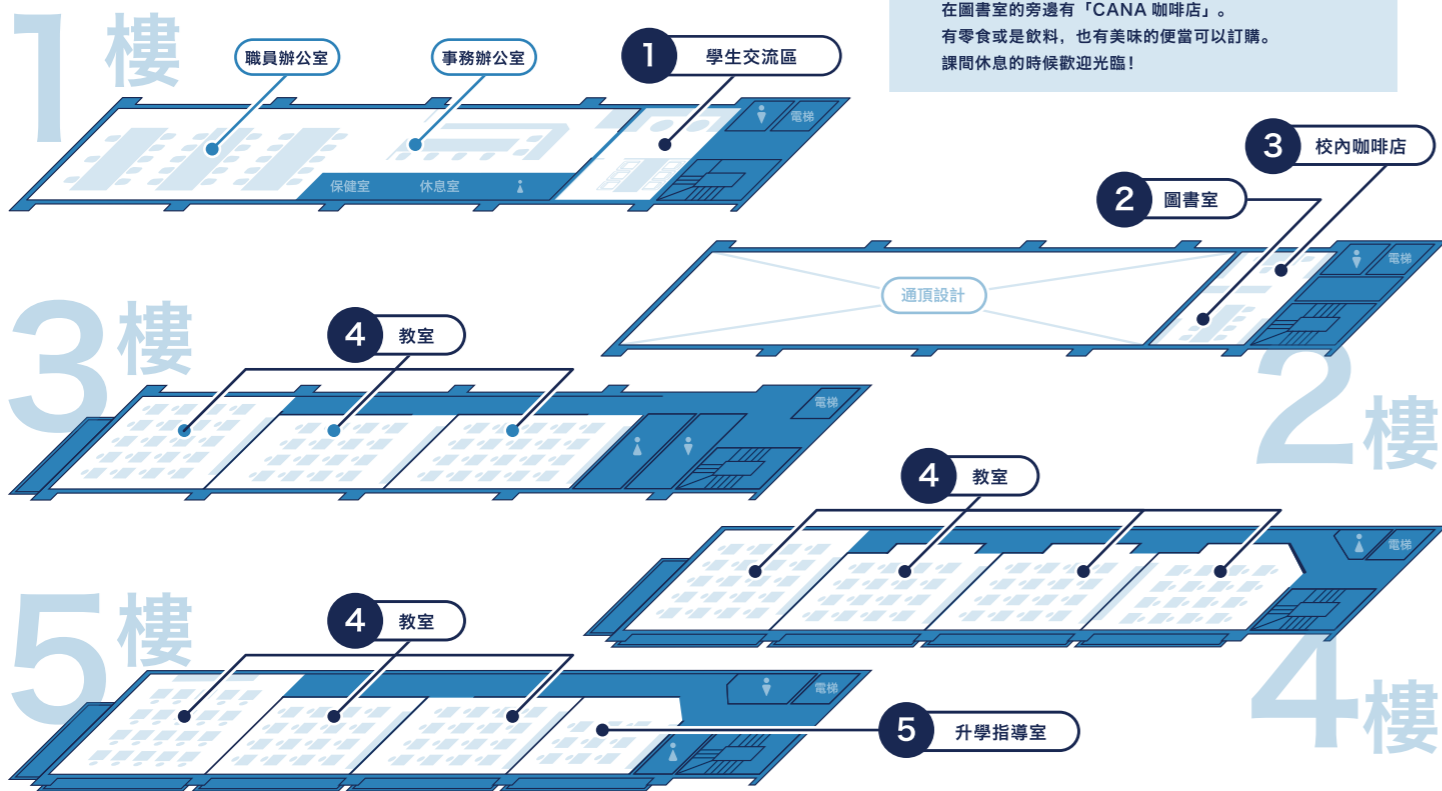 在圖書室的旁邊有「CANA 咖啡店」。
有零食或是飲料，也有美味的便當可以訂購。
課間休息的時候歡迎光臨！
1樓
職員辦公室
事務辦公室
1 學生交流區
電梯
保健室
休息室
3 校內咖啡店
2 圖書室
電梯
通頂設計
2樓
3樓
4 教室
電梯
4 教室
電梯
4樓
5樓
4 教室
電梯
5 升學指導室